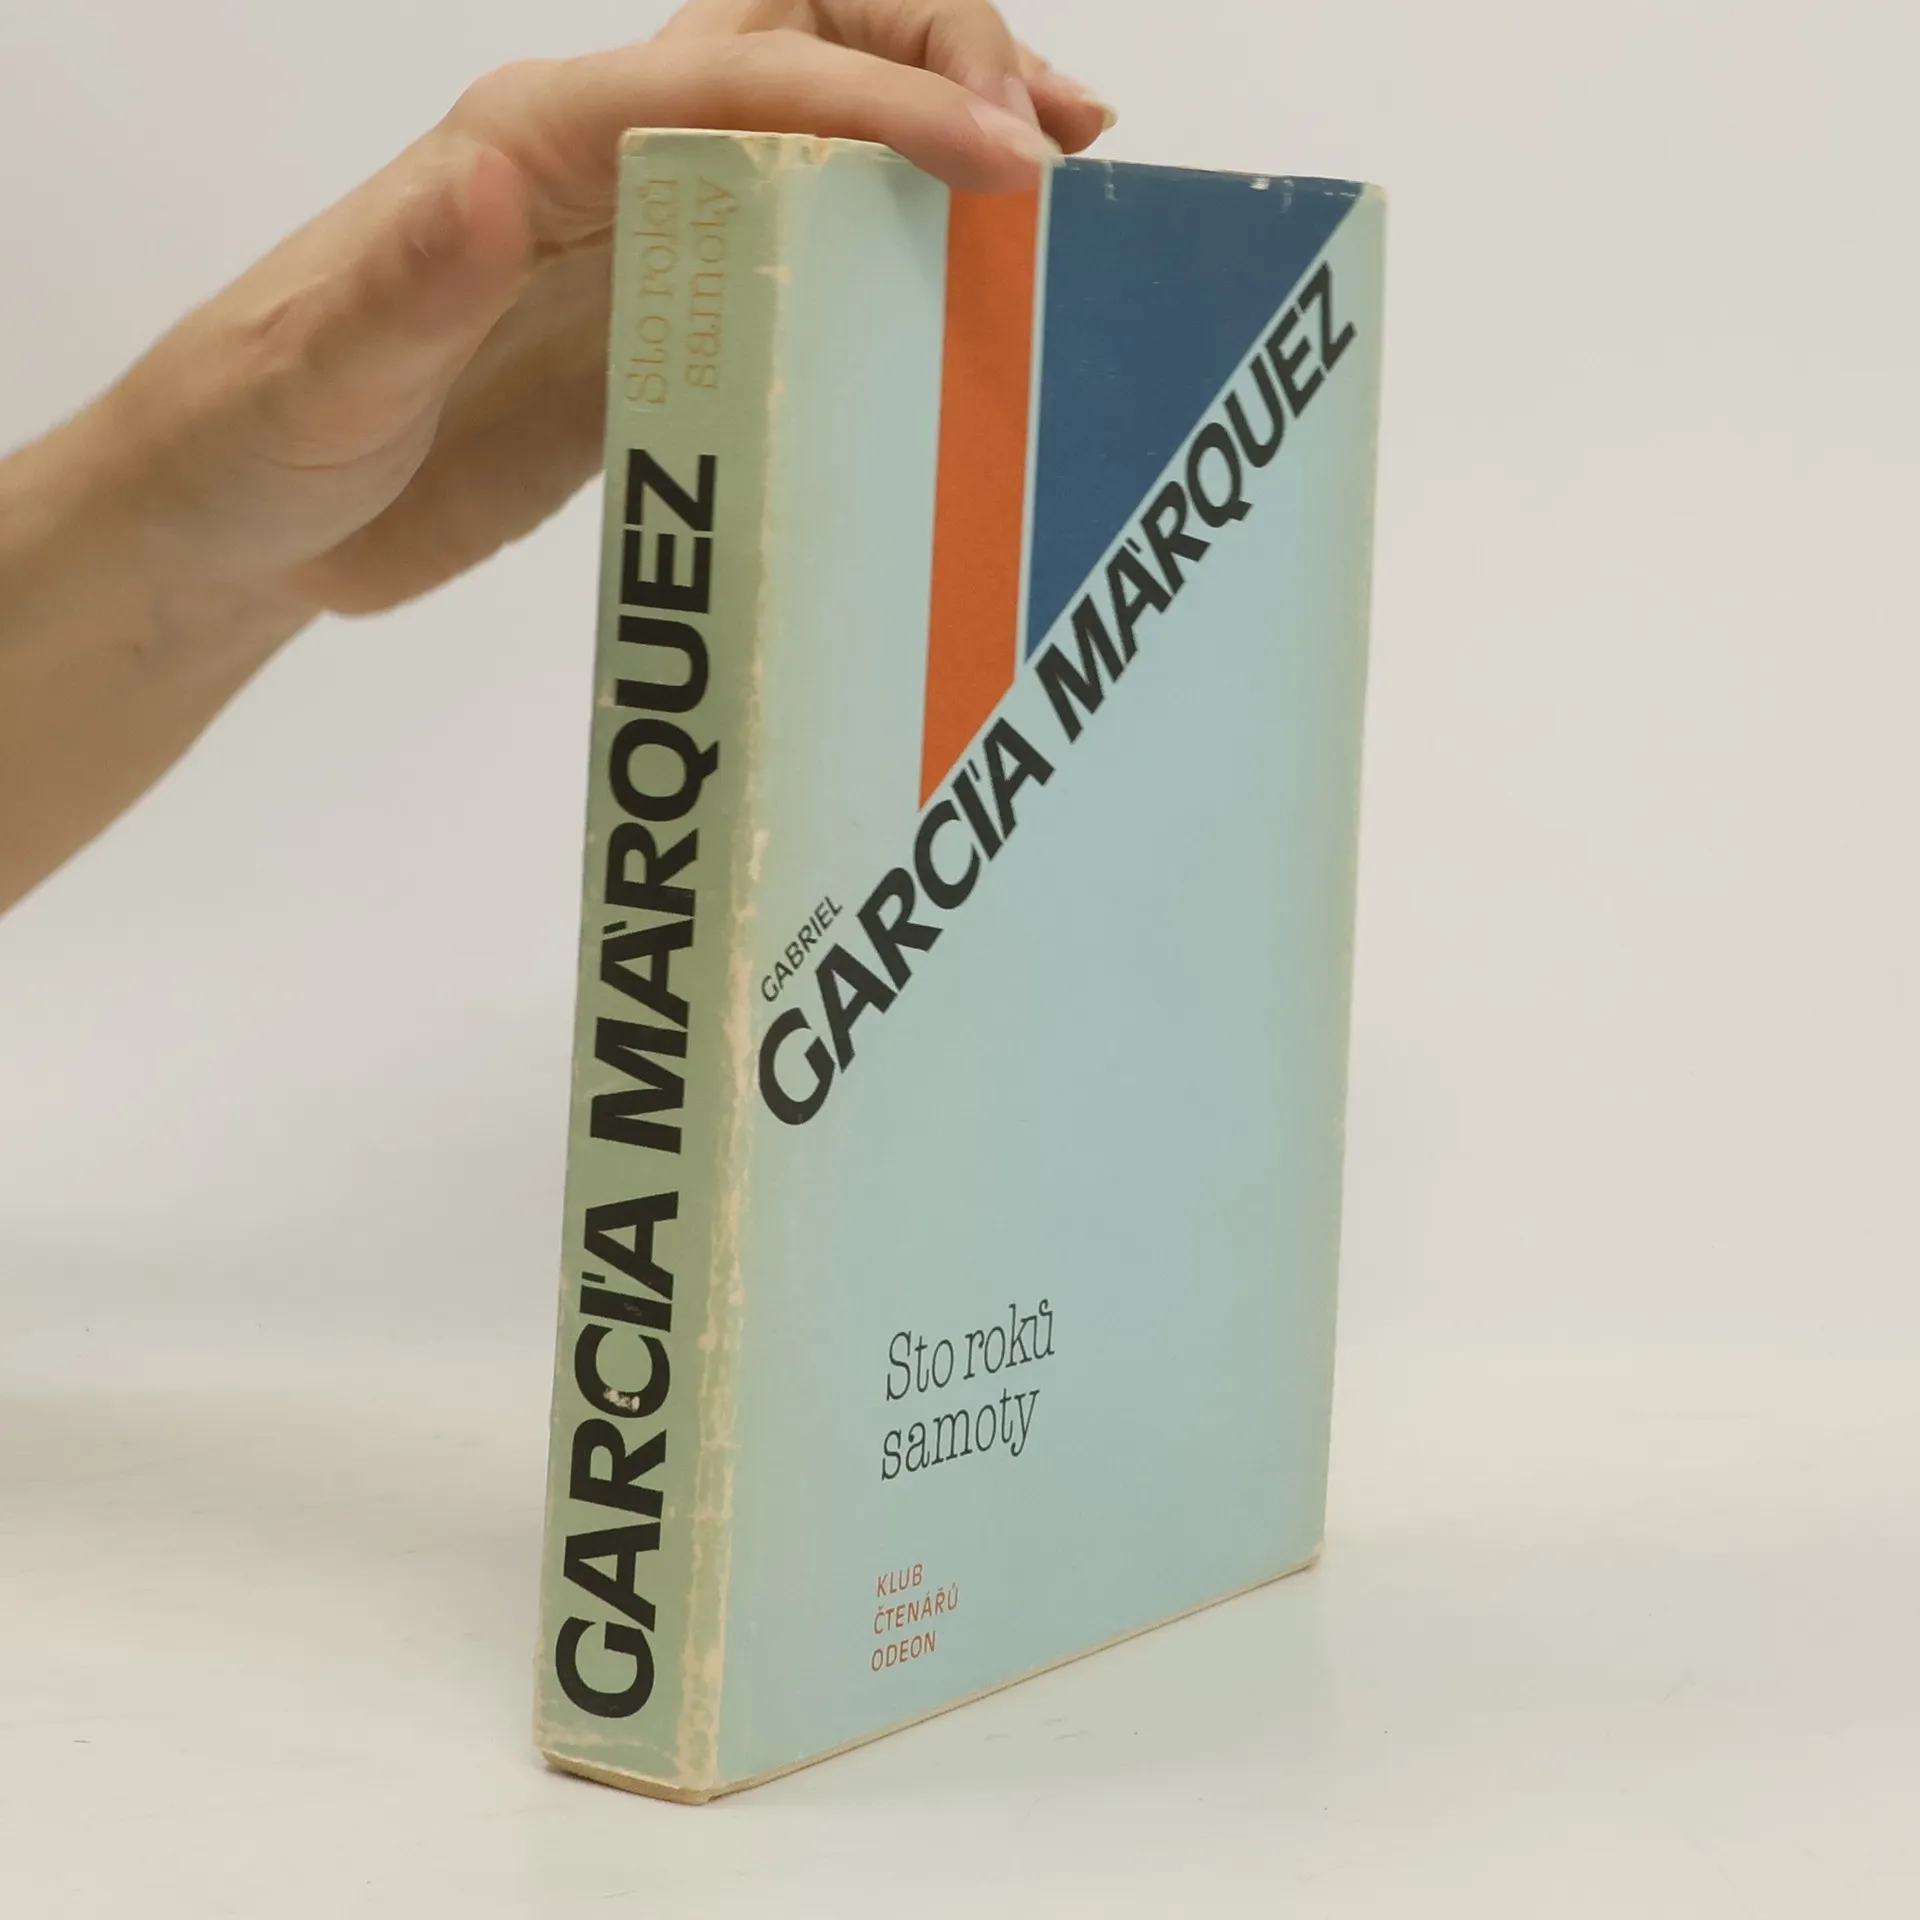 Sto roků
samoty
GARCÍA MÁRQUEZ
GABRIEL
GARCÍA MÁRQUEZ
Sto roků
samoty
KLUB
ČTENÁŘŮ
ODEON